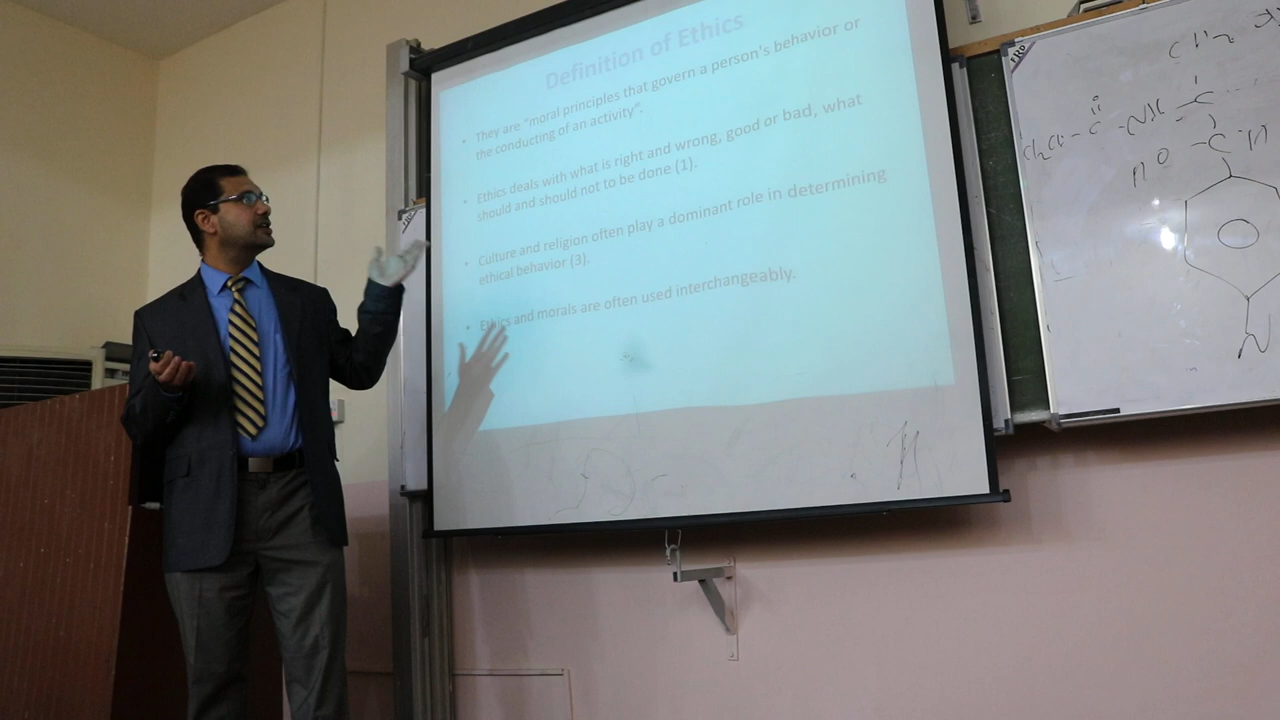 Definition of Ethics
• They are "moral principles that govern a person's behavior or
the conducting of an activity".
• Ethics deals with what is right and wrong, good or bad, what
should and should not to be done (1).
• Culture and religion often play a dominant role in determining
ethical behavior (3).
• Ethics and morals are often used interchangeably.